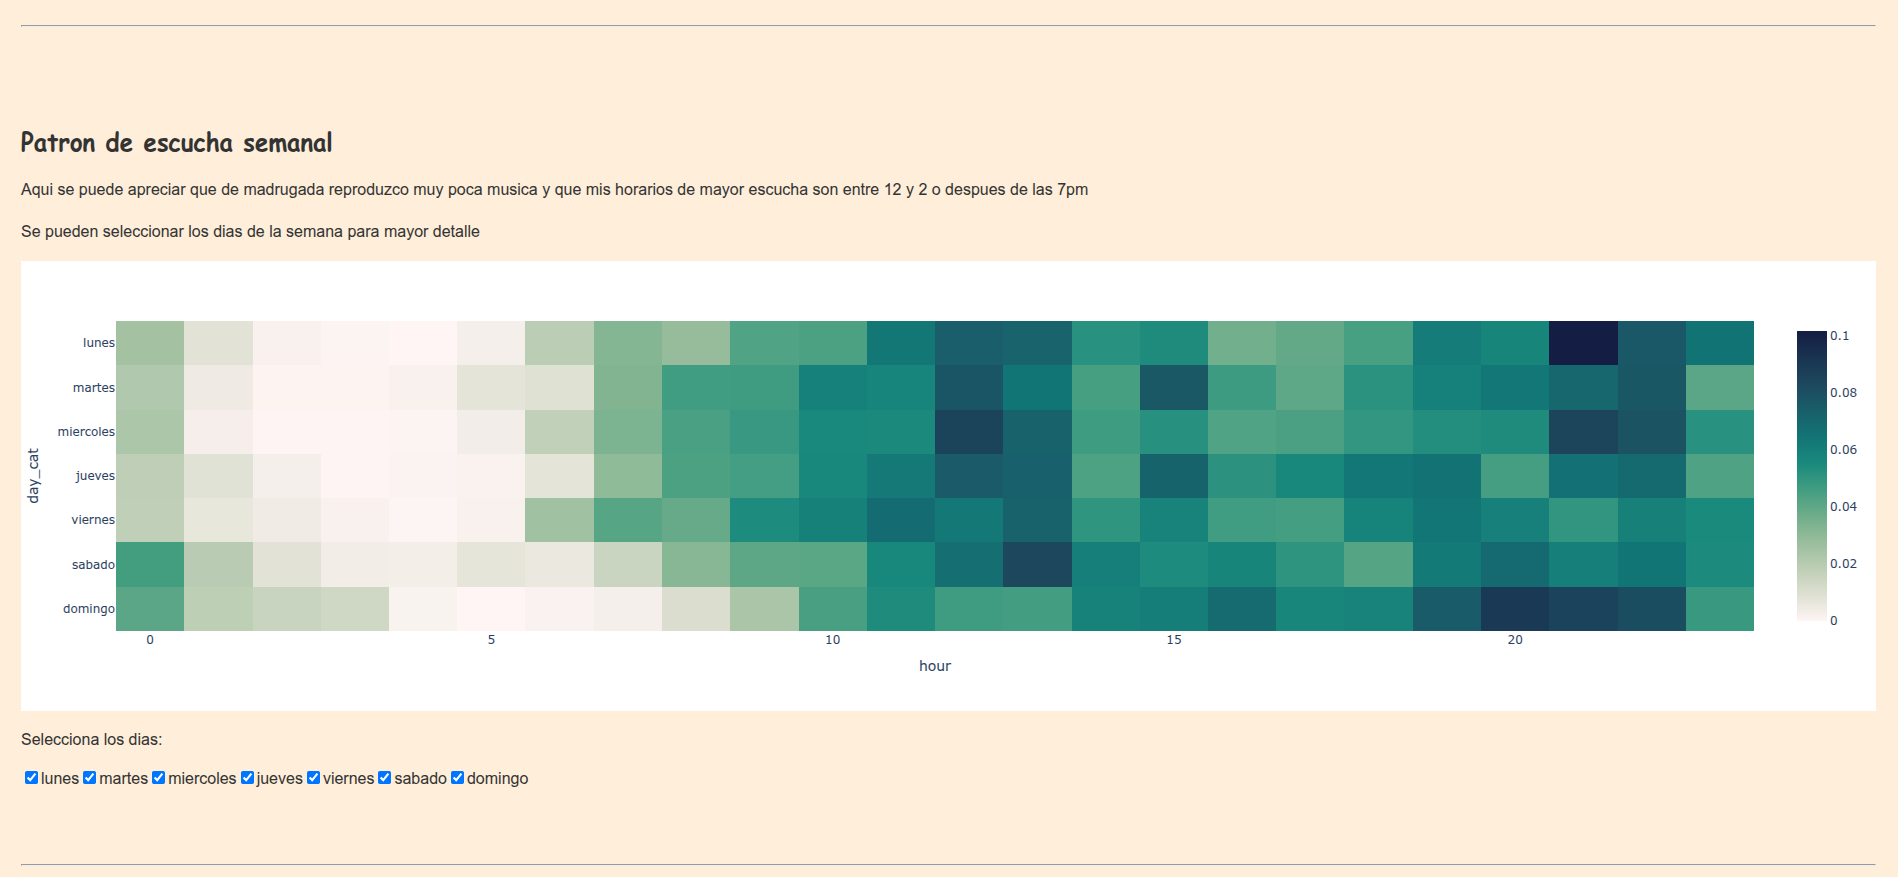 Patron de escucha semanal
Aqui se puede apreciar que de madrugada reproduzco muy poca musica y que mis horarios de mayor escucha son entre 12 y 2 o despues de las 7pm
Se pueden seleccionar los dias de la semana para mayor detalle
day_cat
lunes
martes
miercoles
jueves
viernes
sabado
domingo
0 5 10 15 20
hour
0.1
0.08
0.06
0.04
0.02
0
Selecciona los dias:
lunes martes miercoles jueves viernes sabado domingo